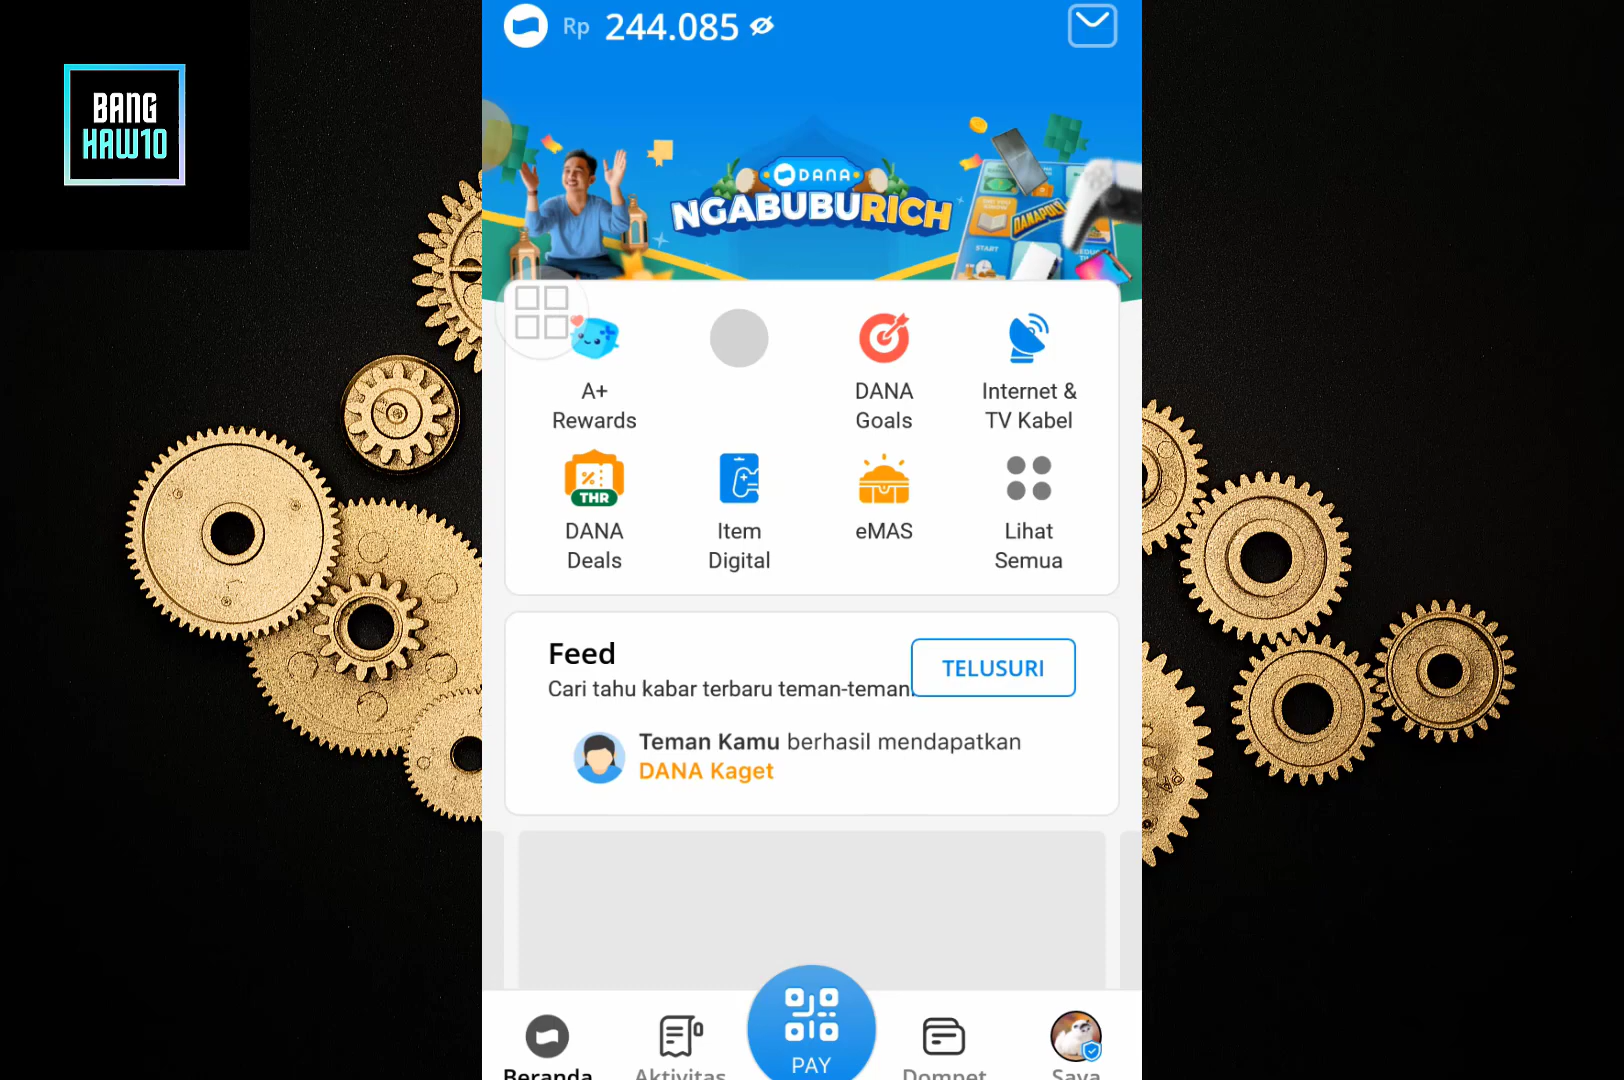 BANG
HAW10
Rp 244.085
DANA
NGABUBURICH
DANAPOLY
START
A+
Rewards
DANA
Goals
Internet &
TV Kabel
THR
DANA
Deals
Item
Digital
eMAS
Lihat
Semua
Feed
Cari tahu kabar terbaru teman-teman.
TELUSURI
Teman Kamu berhasil mendapatkan
DANA Kaget
PAY
Beranda
Aktivitas
Dompet
Saya